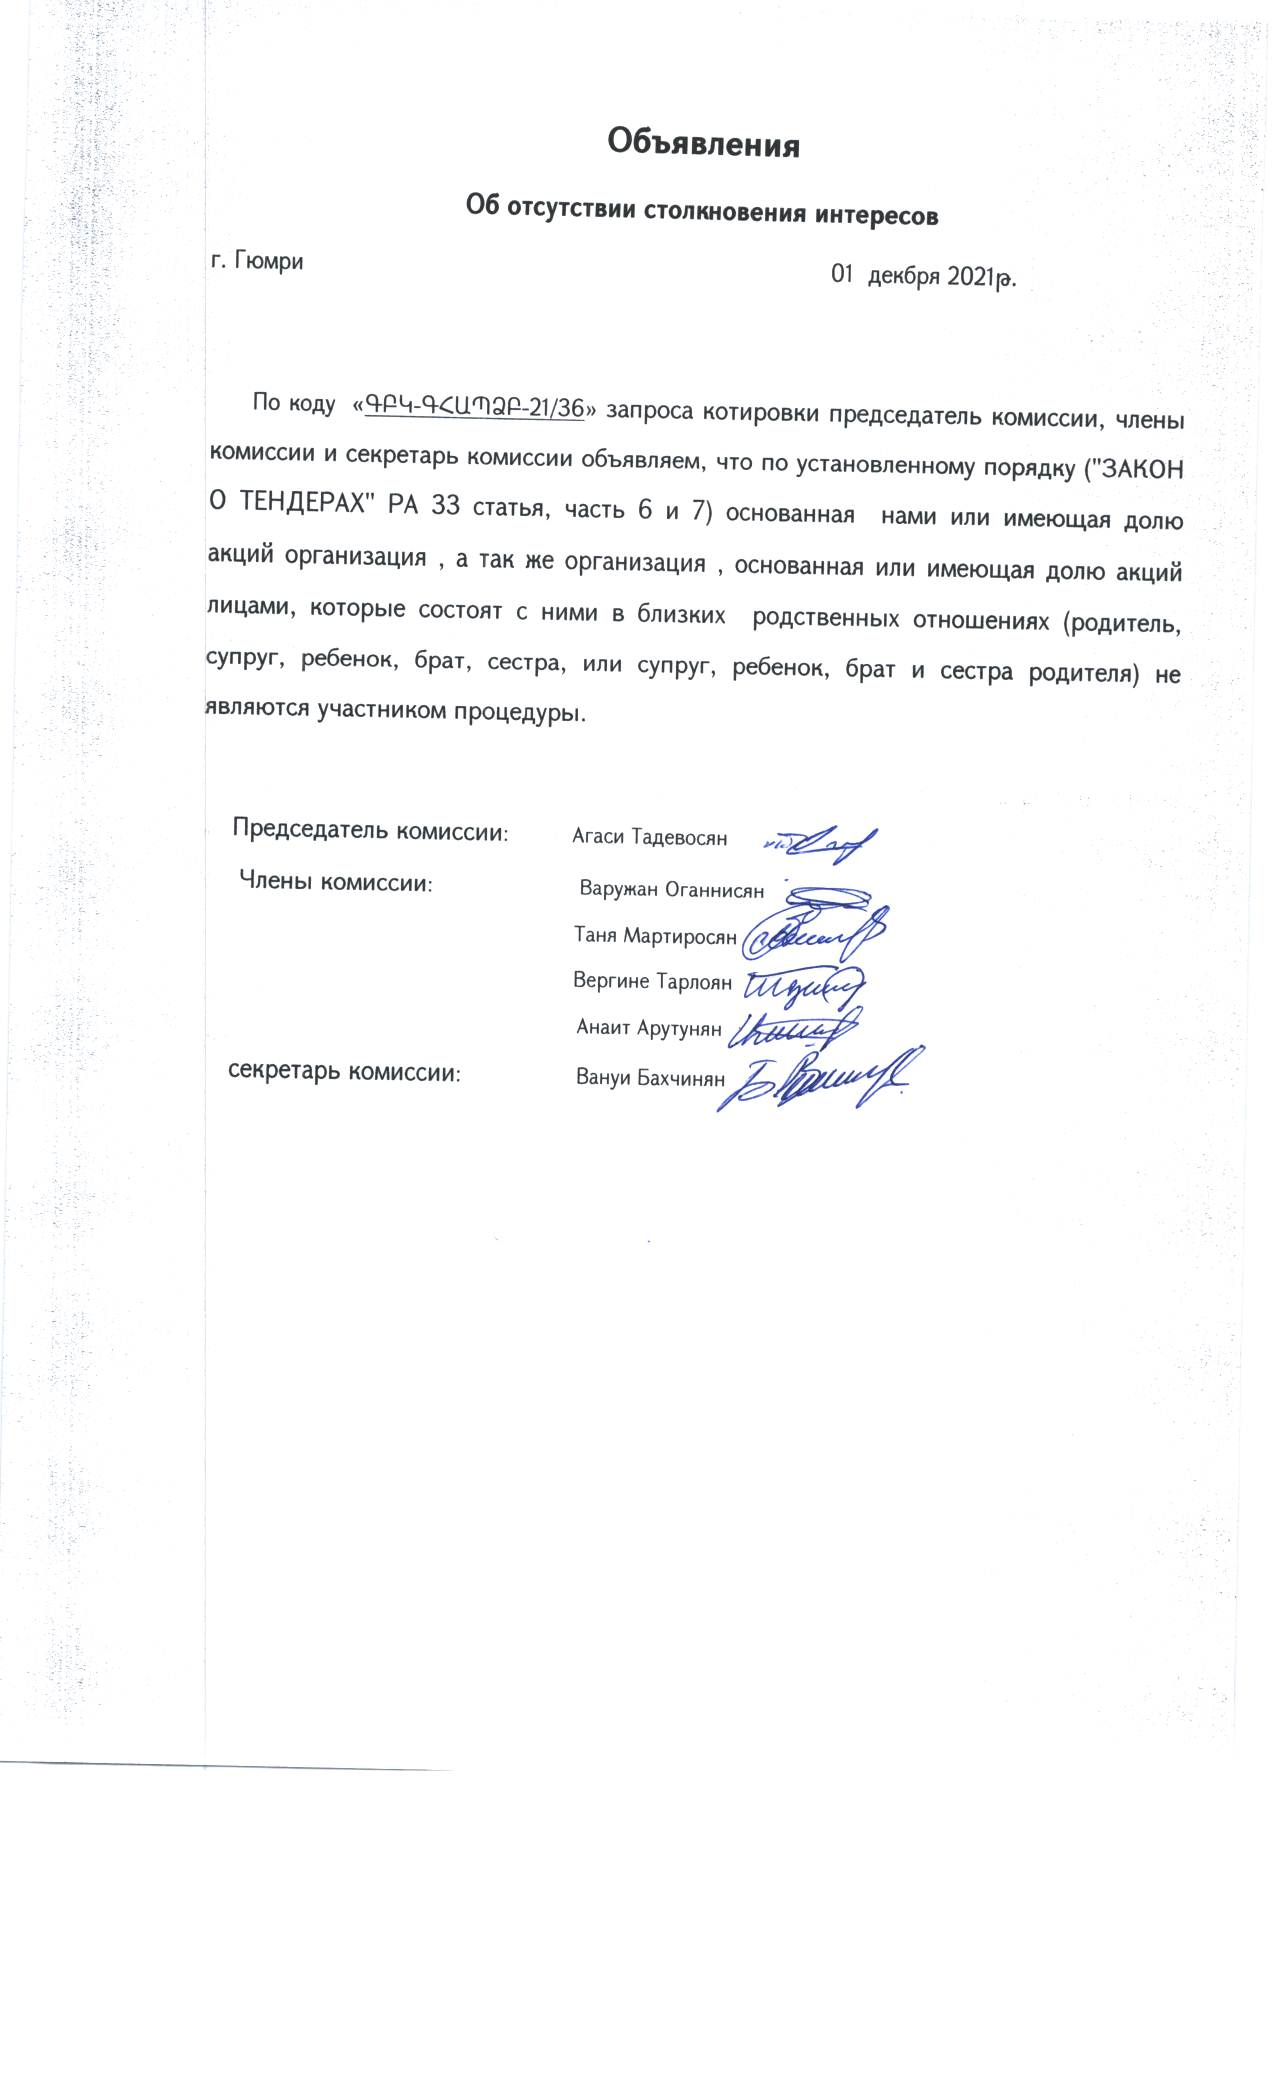 Объявления
Об отсутствии столкновения интересов
г. Гюмри
01 декбря 2021թ.
По коду «ԳԲԿ-ԳՀԱՊՁԲ-21/36» запроса котировки председатель комиссии, члены
комиссии и секретарь комиссии объявляем, что по установленному порядку ("ЗАКОН
О ТЕНДЕРАХ" РА 33 статья, часть 6 и 7) основанная нами или имеющая долю
акций организация , а так же организация , основанная или имеющая долю акций
лицами, которые состоят с ними в близких родственных отношениях (родитель,
супруг, ребенок, брат, сестра, или супруг, ребенок, брат и сестра родителя) не
являются участником процедуры.
Председатель комиссии: Агаси Тадевосян
Члены комиссии: Варужан Оганнисян
Таня Мартиросян
Вергине Тарлоян
Анаит Арутунян
секретарь комиссии: Вануи Бахчинян